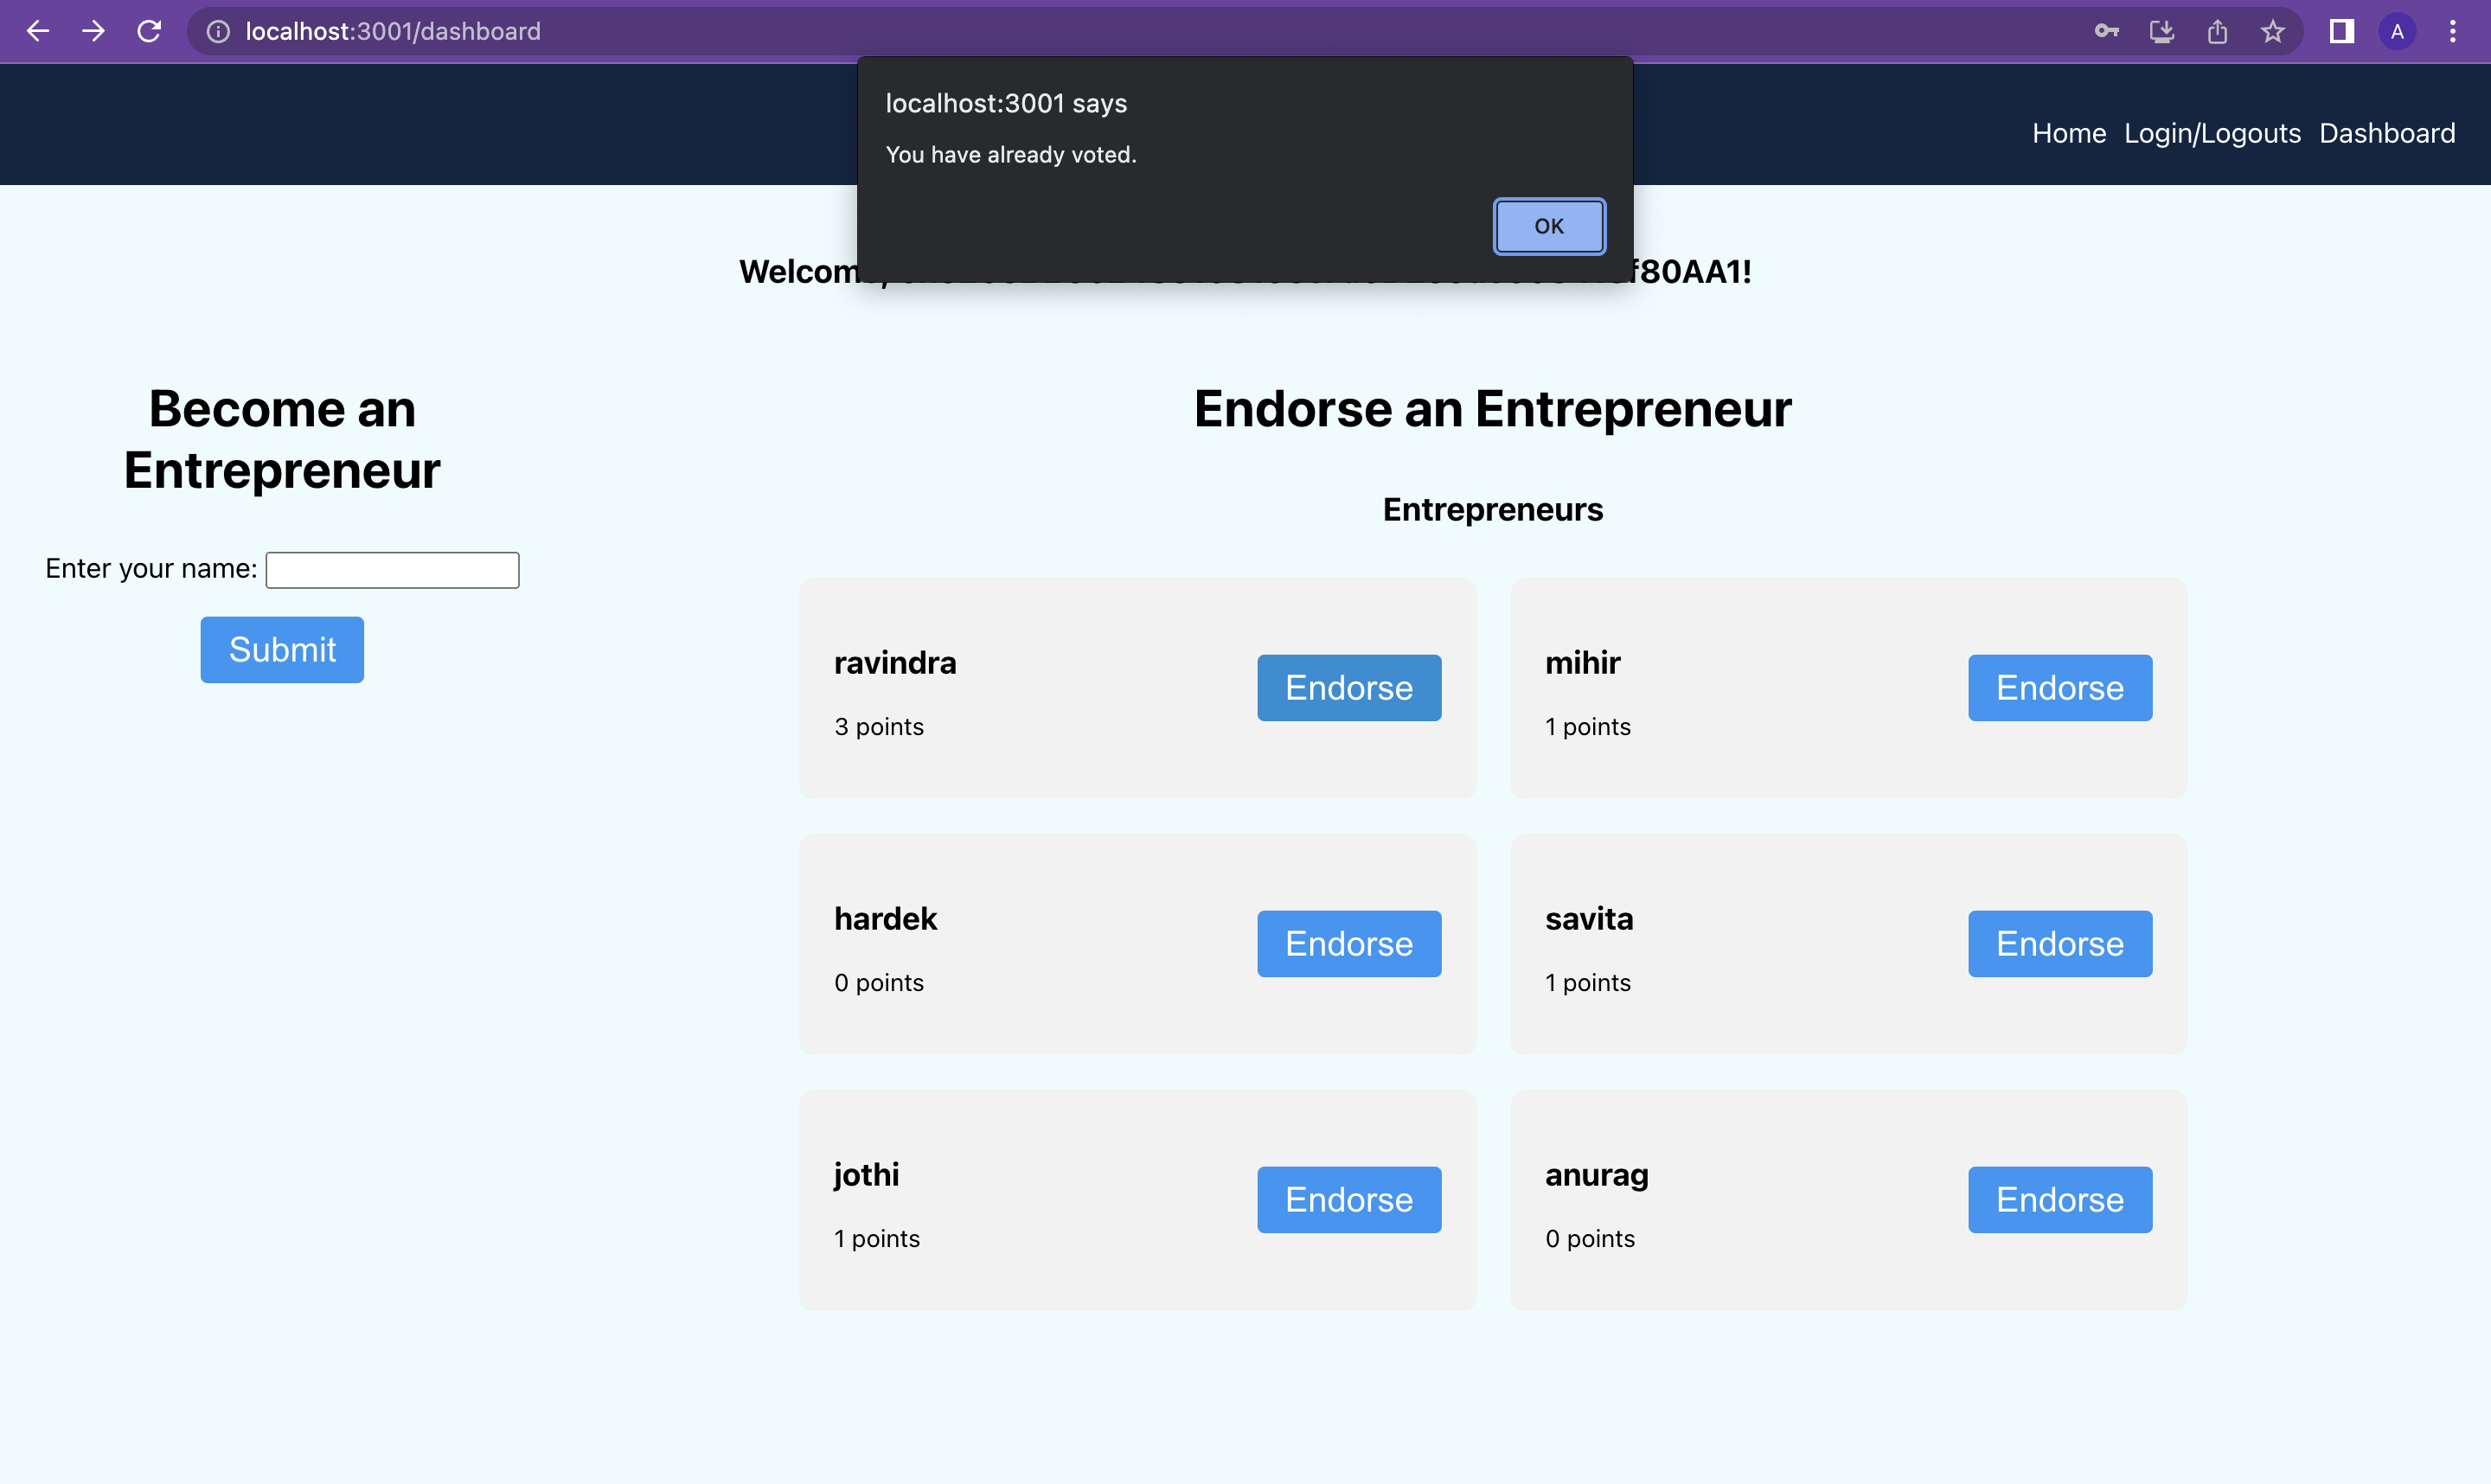 localhost:3001/dashboard
A
localhost:3001 says
You have already voted.
OK
Home Login/Logouts Dashboard
f80AA1!
Become an
Entrepreneur
Enter your name:
Submit
Endorse an Entrepreneur
Entrepreneurs
ravindra
3 points
Endorse
mihir
1 points
Endorse
hardek
0 points
Endorse
savita
1 points
Endorse
jothi
1 points
Endorse
anurag
0 points
Endorse